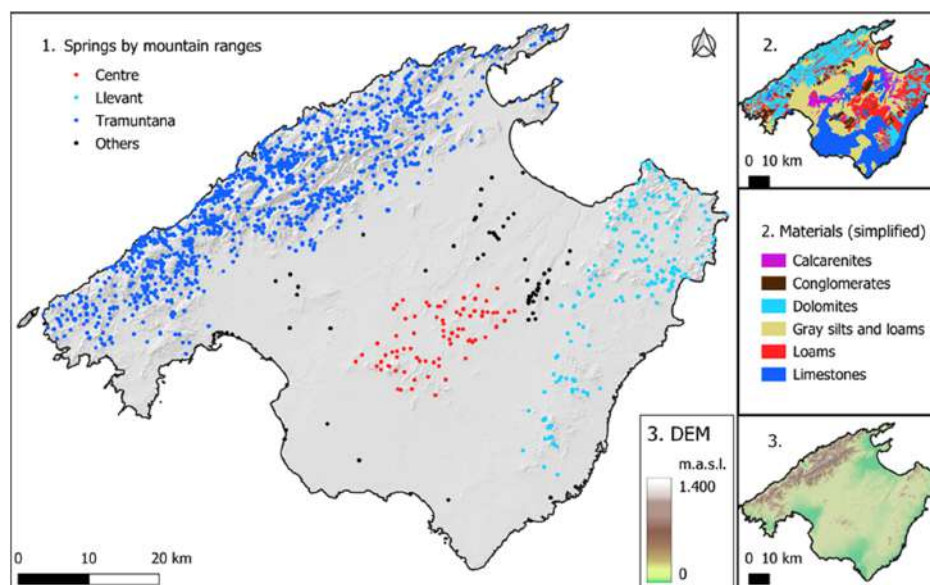 1. Springs by mountain ranges
Centre
Llevant
Tramuntana
Others
0 10 20 km
3. DEM
m.a.s.l.
1.400
0
2.
0 10 km
2. Materials (simplified)
Calcarenites
Conglomerates
Dolomites
Gray silts and loams
Loams
Limestones
3.
0 10 km